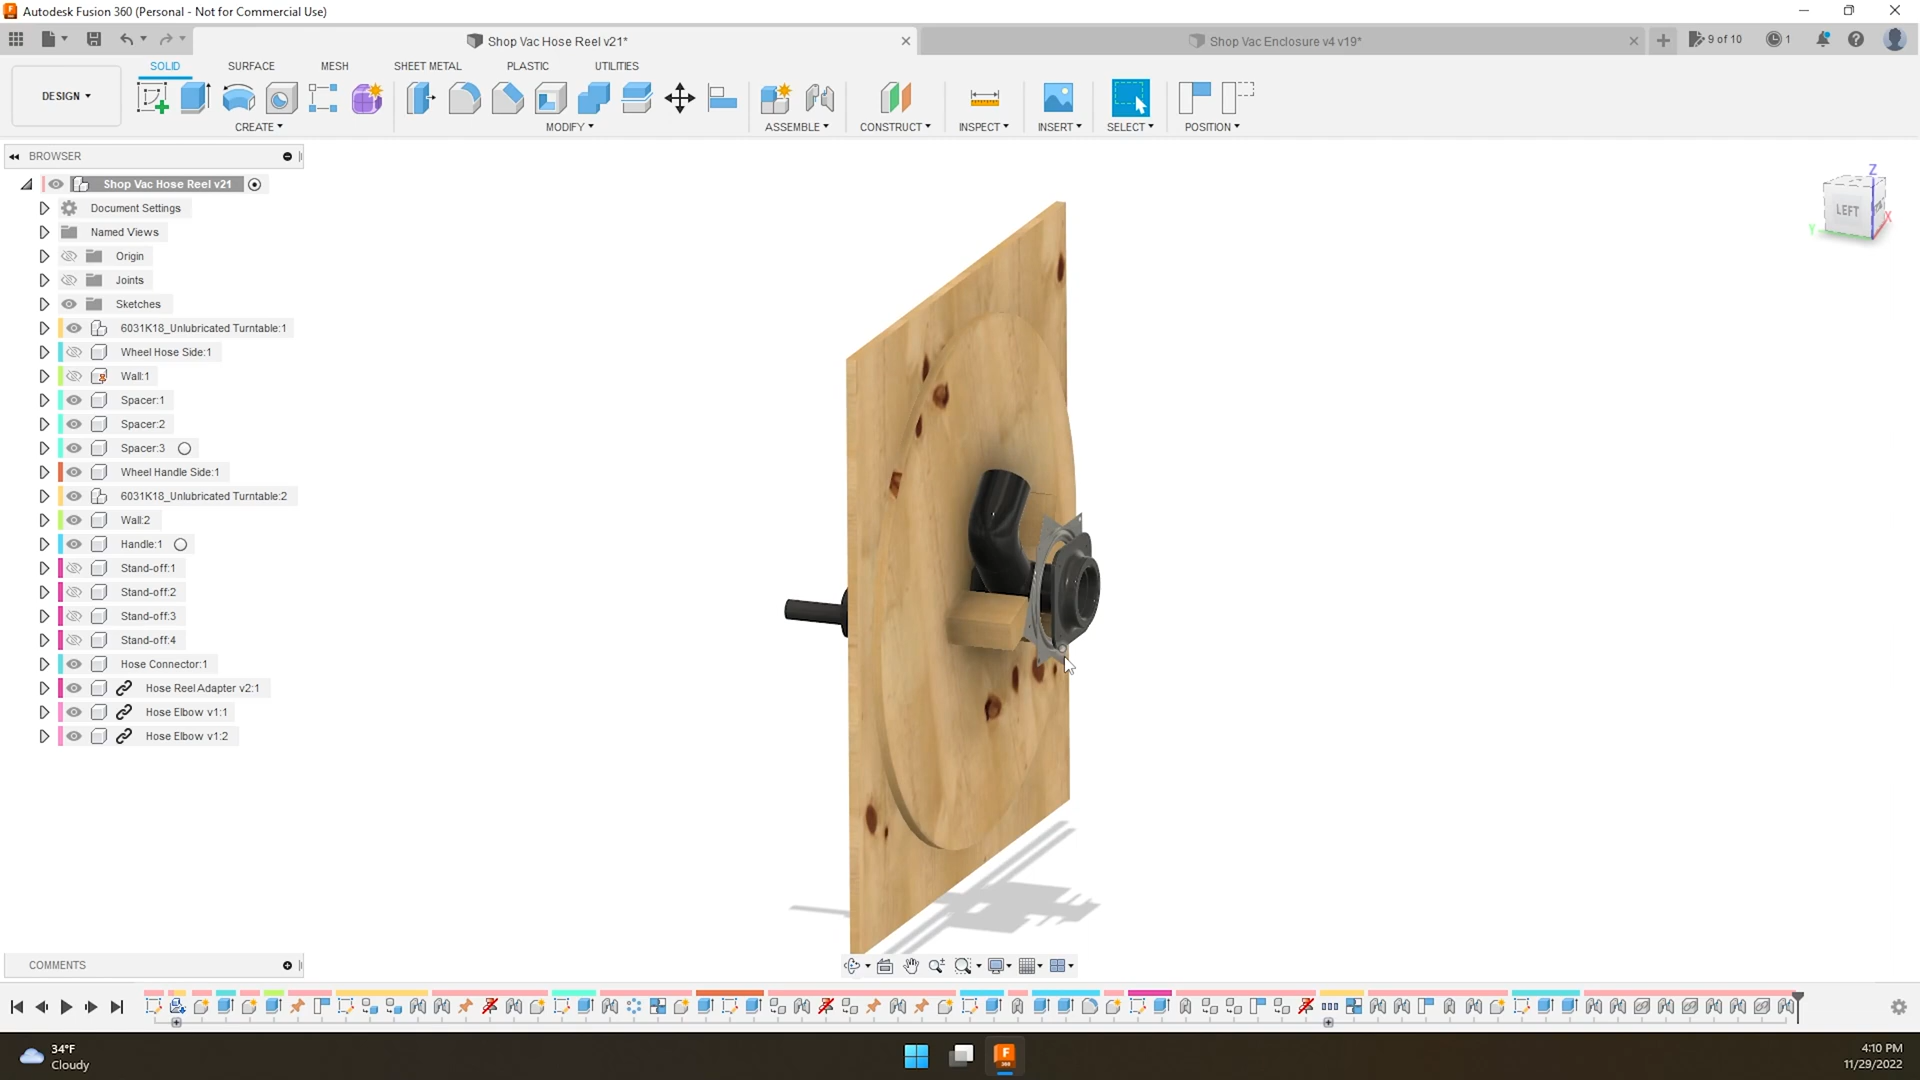 Autodesk Fusion 360 (Personal - Not for Commercial Use)
Shop Vac Hose Reel v21*
Shop Vac Enclosure v4 v19*
9 of 10
1
DESIGN
SOLID
SURFACE
MESH
SHEET METAL
PLASTIC
UTILITIES
CREATE
MODIFY
ASSEMBLE
CONSTRUCT
INSPECT
INSERT
SELECT
POSITION
BROWSER
Shop Vac Hose Reel v21
Document Settings
Named Views
Origin
Joints
Sketches
6031K18_Unlubricated Turntable:1
Wheel Hose Side:1
Wall:1
Spacer:1
Spacer:2
Spacer:3
Wheel Handle Side:1
6031K18_Unlubricated Turntable:2
Wall:2
Handle:1
Stand-off:1
Stand-off:2
Stand-off:3
Stand-off:4
Hose Connector:1
Hose Reel Adapter v2:1
Hose Elbow v1:1
Hose Elbow v1:2
Z
LEFT
X
Y
COMMENTS
34°F
Cloudy
F
360
4:10 PM
11/29/2022